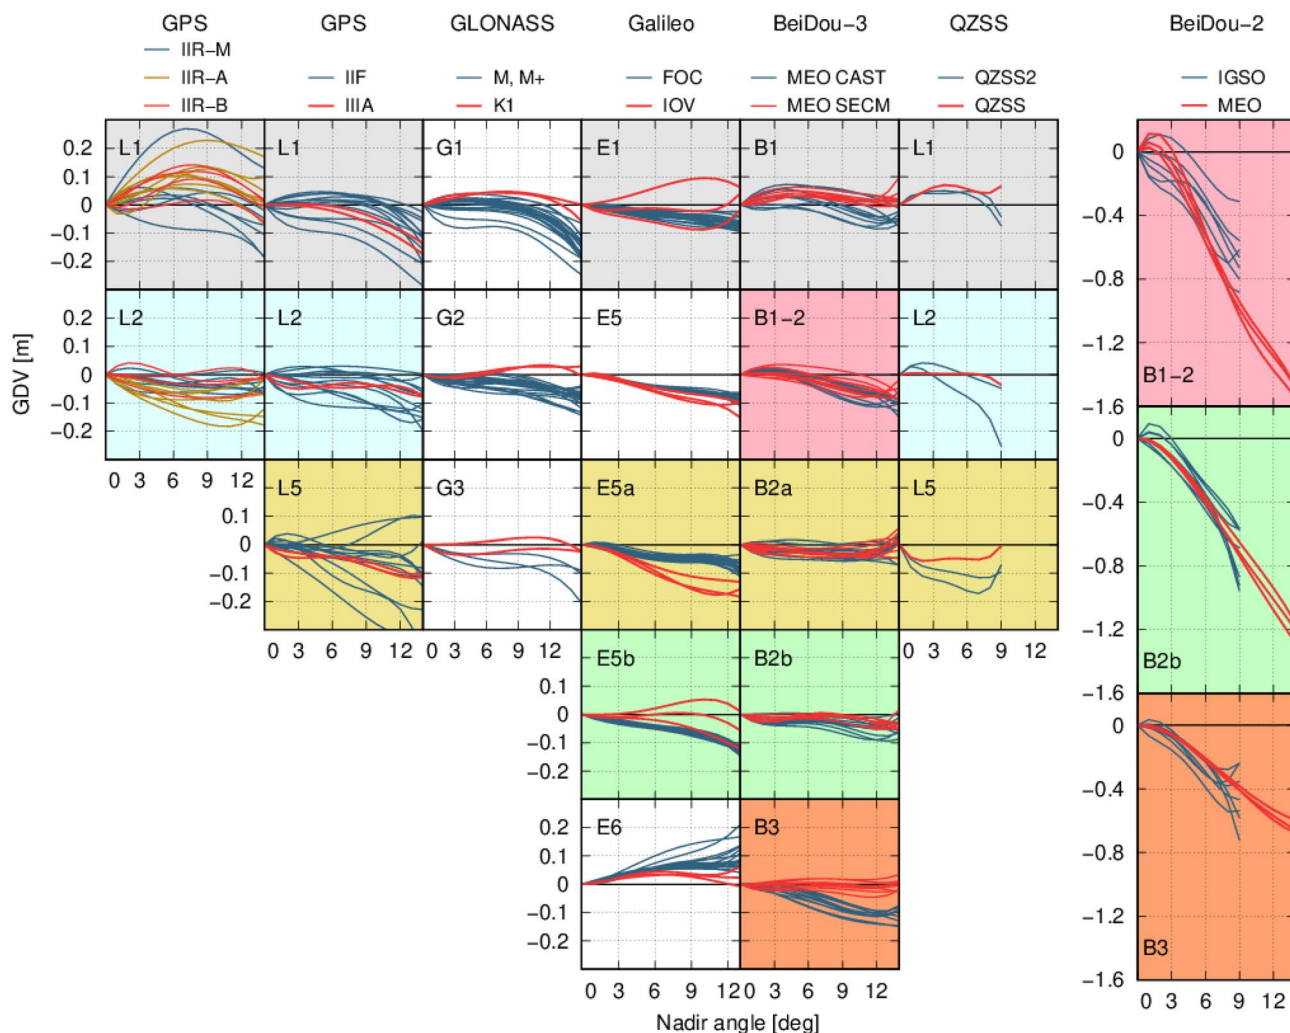 GPS GPS GLONASS Galileo BeiDou−3 QZSS BeiDou−2
IIR−M
IIR−A IIF M, M+ FOC MEO CAST QZSS2 IGSO
IIR−B IIIA K1 IOV MEO SECM QZSS MEO
L1 L1 G1 E1 B1 L1
0.2
0.1
0
−0.1
−0.2
L2 L2 G2 E5 B1−2 L2
0.2
0.1
0
−0.1
−0.2
0 3 6 9 12
L5 G3 E5a B2a L5
0.1
0
−0.1
−0.2
0 3 6 9 12 0 3 6 9 12 0 3 6 9 12
E5b B2b
0.1
0
−0.1
−0.2
E6 B3
0.2
0.1
0
−0.1
−0.2
0 3 6 9 12 0 3 6 9 12
0
−0.4
−0.8
−1.2
B1−2
−1.6
0
−0.4
−0.8
−1.2
B2b
−1.6
0
−0.4
−0.8
−1.2
B3
−1.6
0 3 6 9 12
GDV [m]
Nadir angle [deg]